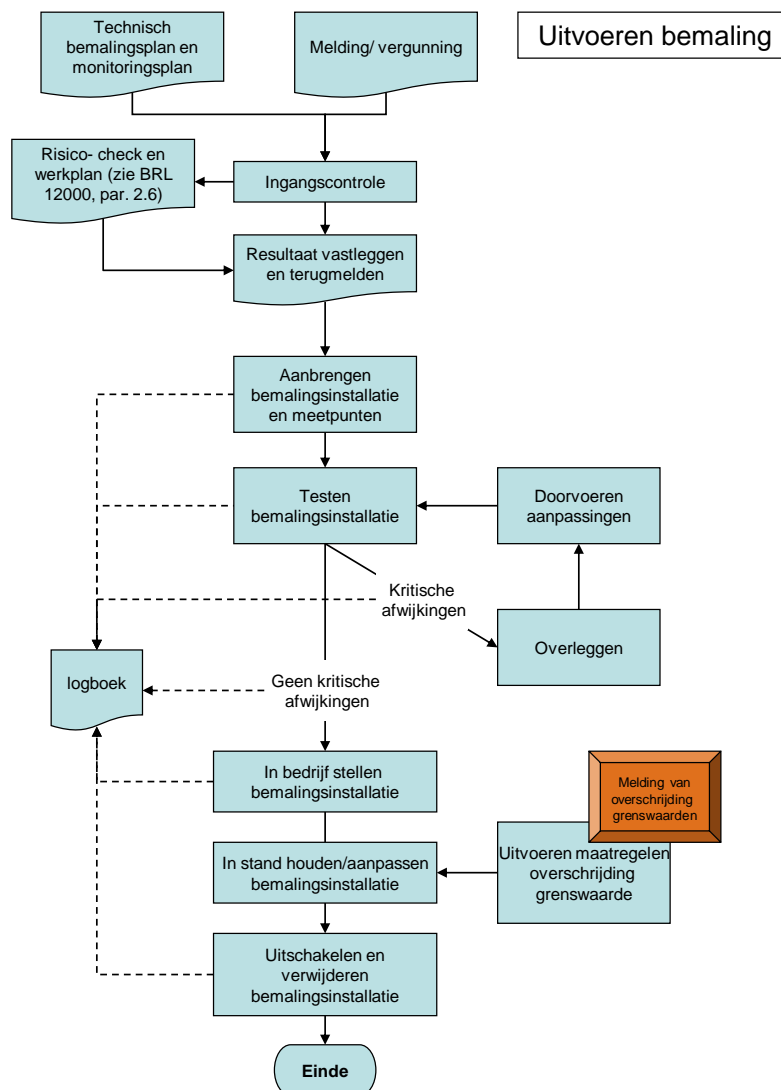 Technisch
bemalingsplan en
monitoringsplan
Melding/ vergunning
Uitvoeren bemaling
Risico- check en
werkplan (zie BRL
12000, par. 2.6)
Ingangscontrole
Resultaat vastleggen
en terugmelden
Aanbrengen
bemalingsinstallatie
en meetpunten
Testen
bemalingsinstallatie
Doorvoeren
aanpassingen
Kritische
afwijkingen
Overleggen
logboek
Geen kritische
afwijkingen
In bedrijf stellen
bemalingsinstallatie
Melding van
overschrijding
grenswaarden
In stand houden/aanpassen
bemalingsinstallatie
Uitvoeren maatregelen
overschrijding
grenswaarde
Uitschakelen en
verwijderen
bemalingsinstallatie
Einde